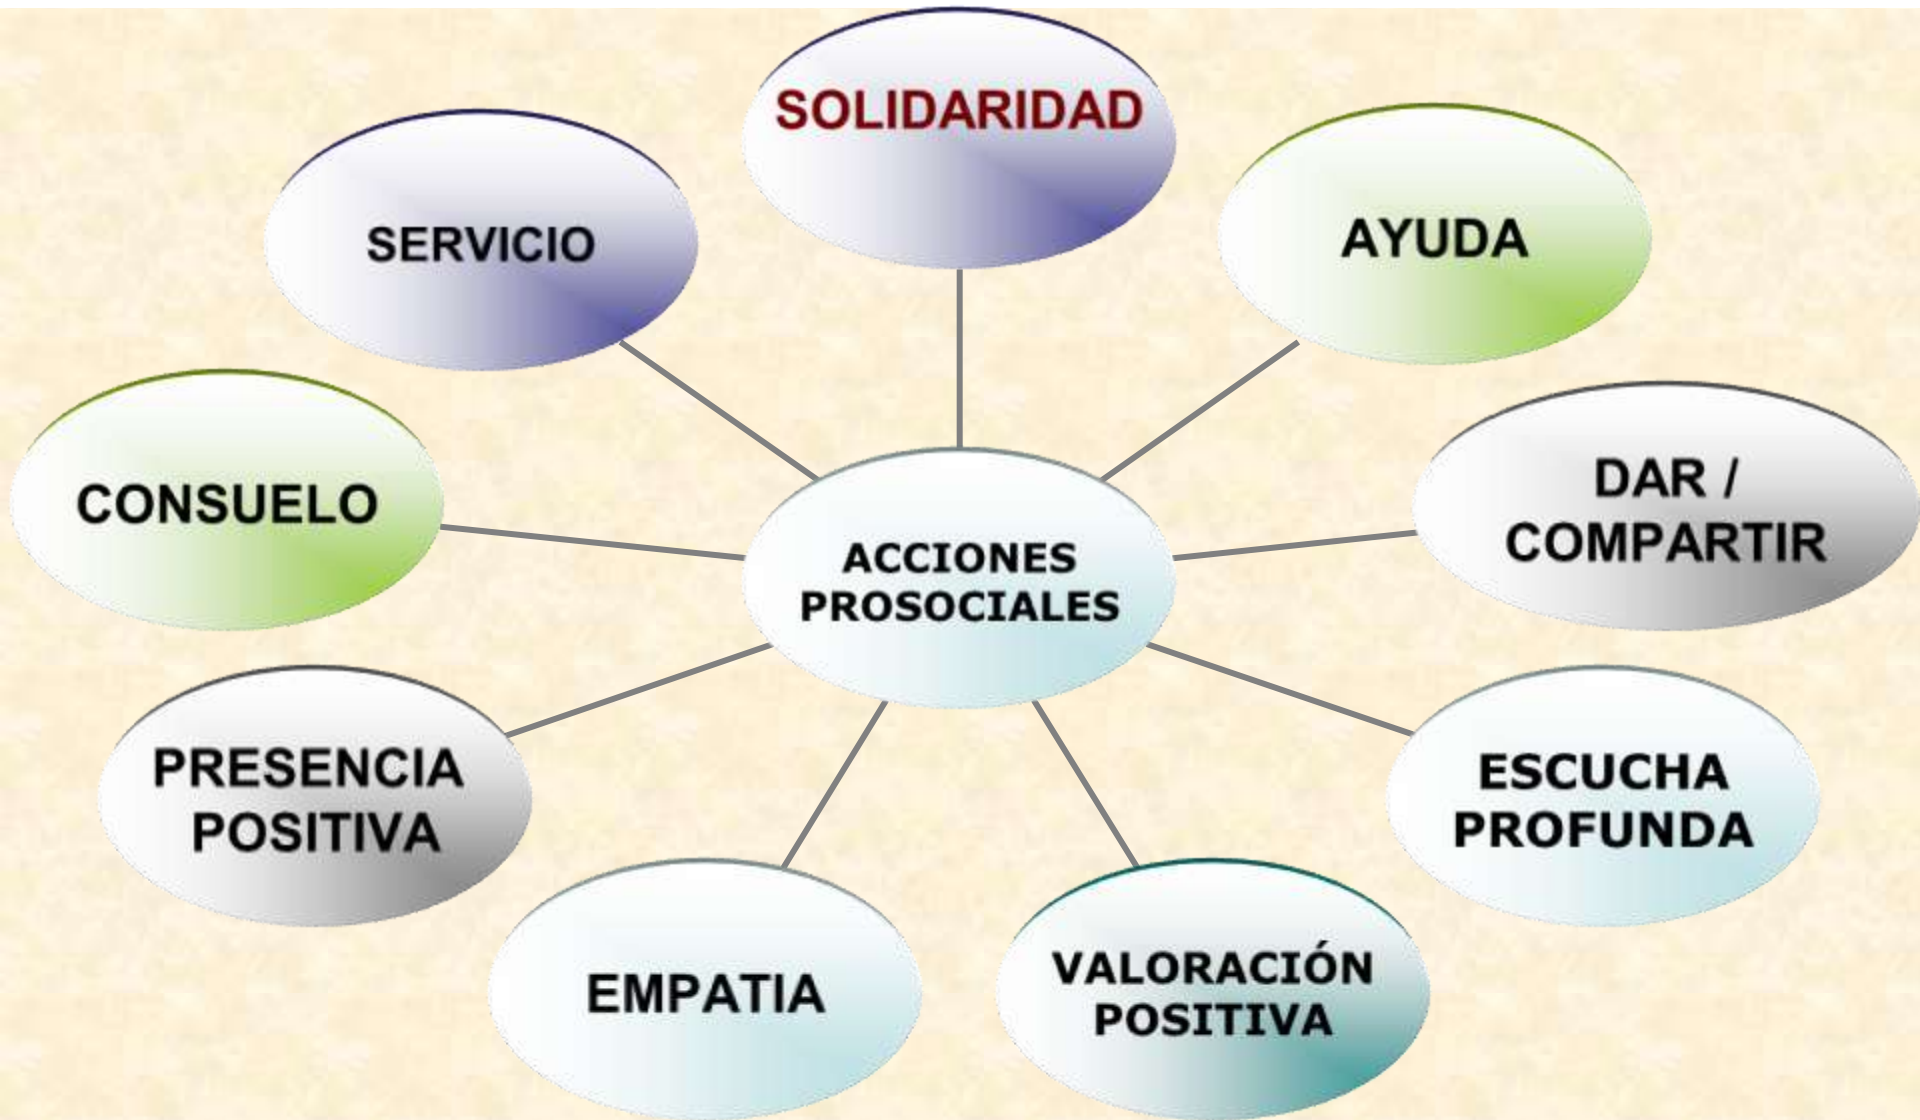 SOLIDARIDAD
SERVICIO
AYUDA
CONSUELO
DAR /
COMPARTIR
ACCIONES
PROSOCIALES
PRESENCIA
POSITIVA
ESCUCHA
PROFUNDA
EMPATIA
VALORACIÓN
POSITIVA